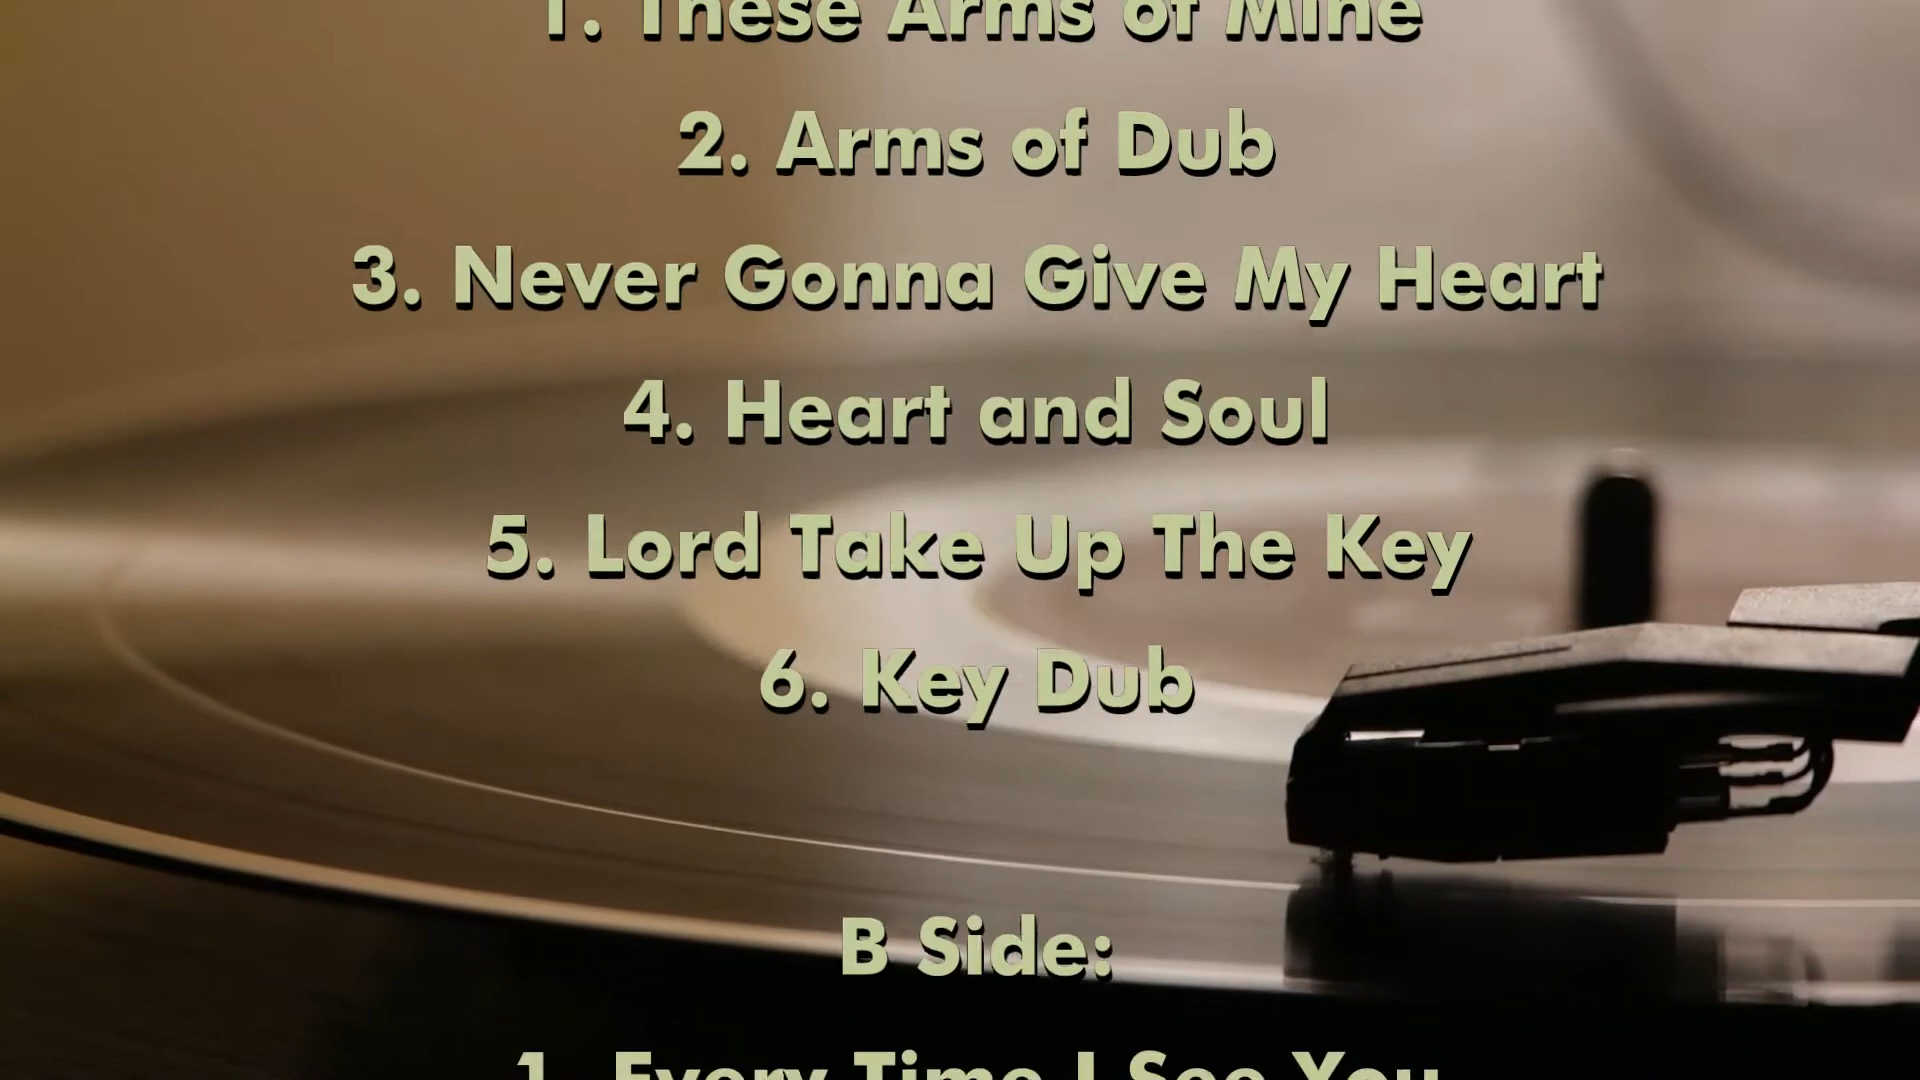 1. These Arms of Mine
2. Arms of Dub
3. Never Gonna Give My Heart
4. Heart and Soul
5. Lord Take Up The Key
6. Key Dub
B Side:
1. Every Time I See You